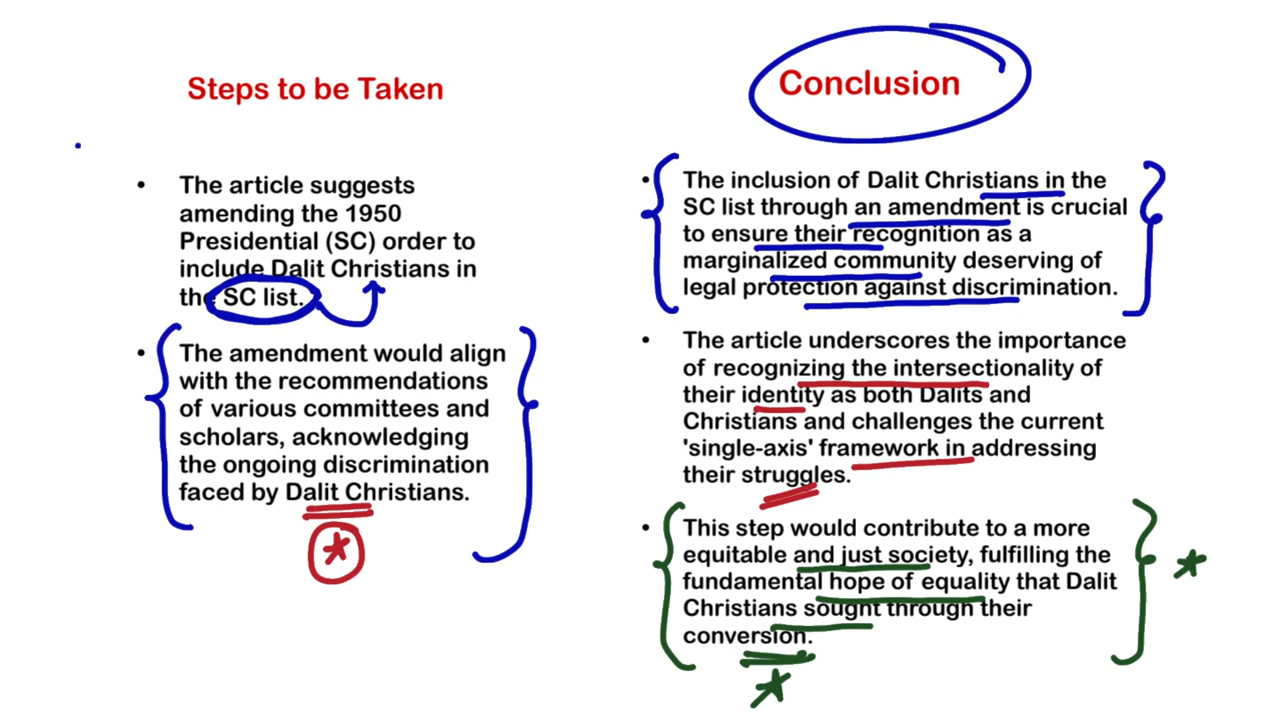 Steps to be Taken
• The article suggests
amending the 1950
Presidential (SC) order to
include Dalit Christians in
the SC list.
• The amendment would align
with the recommendations
of various committees and
scholars, acknowledging
the ongoing discrimination
faced by Dalit Christians.
Conclusion
• The inclusion of Dalit Christians in the
SC list through an amendment is crucial
to ensure their recognition as a
marginalized community deserving of
legal protection against discrimination.
• The article underscores the importance
of recognizing the intersectionality of
their identity as both Dalits and
Christians and challenges the current
'single-axis' framework in addressing
their struggles.
• This step would contribute to a more
equitable and just society, fulfilling the
fundamental hope of equality that Dalit
Christians sought through their
conversion.